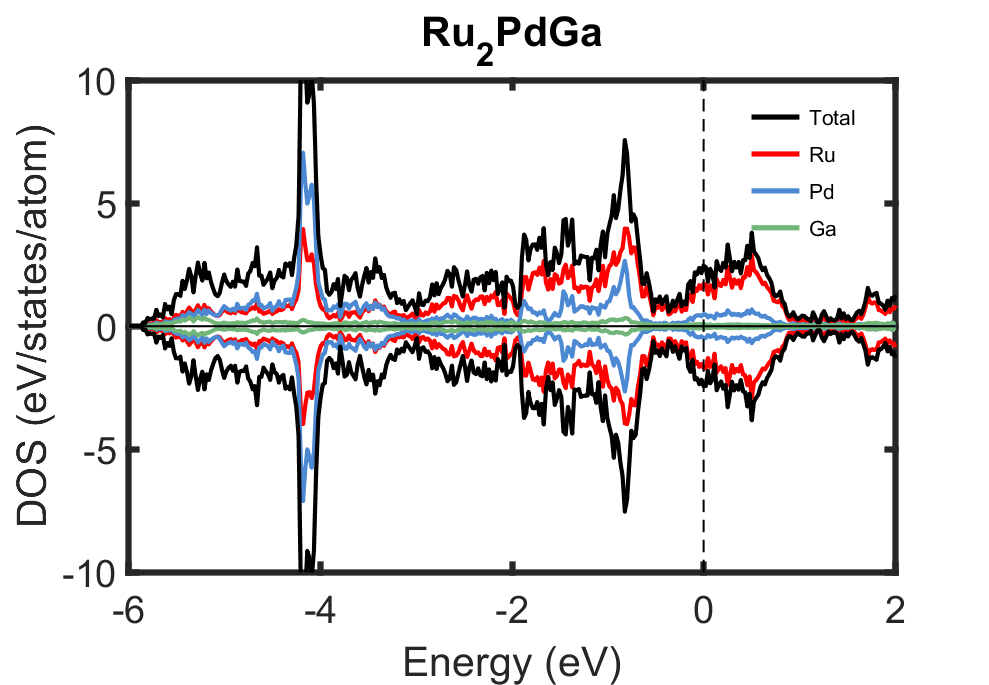 Ru₂PdGa
10
5
0
-5
-10
DOS (eV/states/atom)
Total
Ru
Pd
Ga
-6 -4 -2 0 2
Energy (eV)